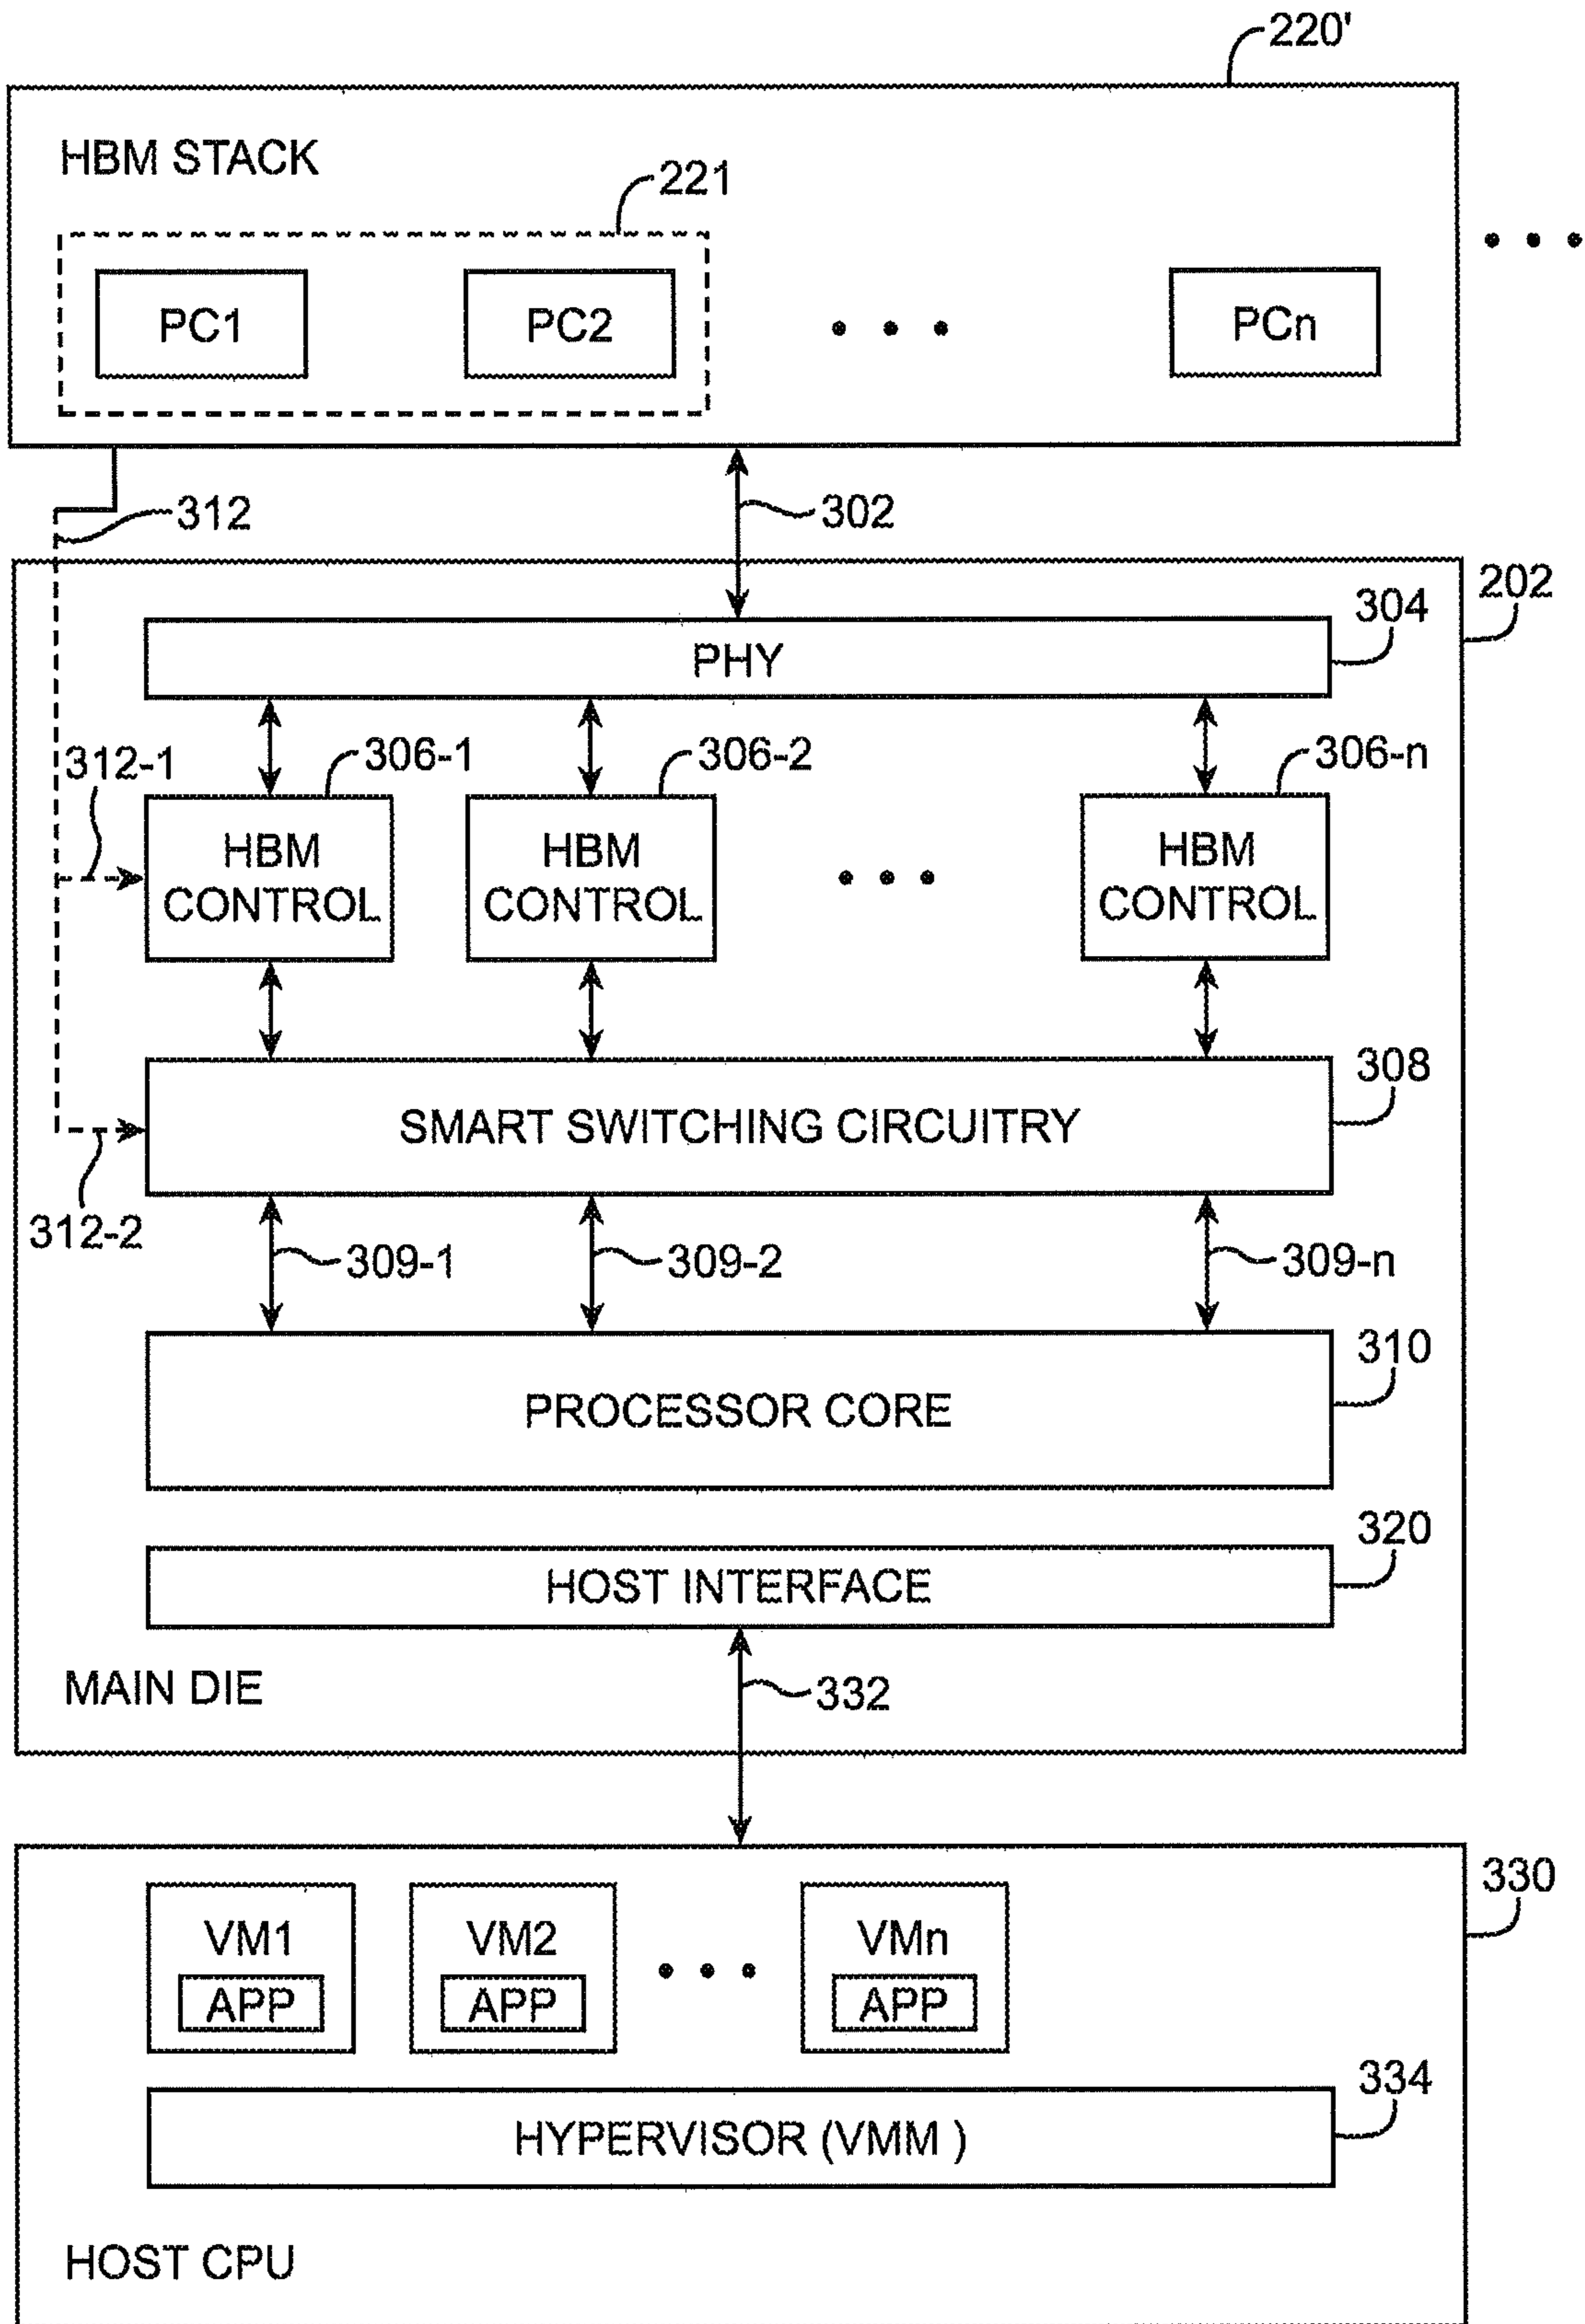 220'
HBM STACK
221
PC1 PC2 • • • PCn
• • •
312
302
202
304
PHY
312-1
306-1
306-2
306-n
HBM CONTROL
HBM CONTROL
• • •
HBM CONTROL
308
SMART SWITCHING CIRCUITRY
312-2
309-1
309-2
309-n
310
PROCESSOR CORE
320
HOST INTERFACE
MAIN DIE
332
330
VM1
APP
VM2
APP
• • •
VMn
APP
334
HYPERVISOR (VMM )
HOST CPU